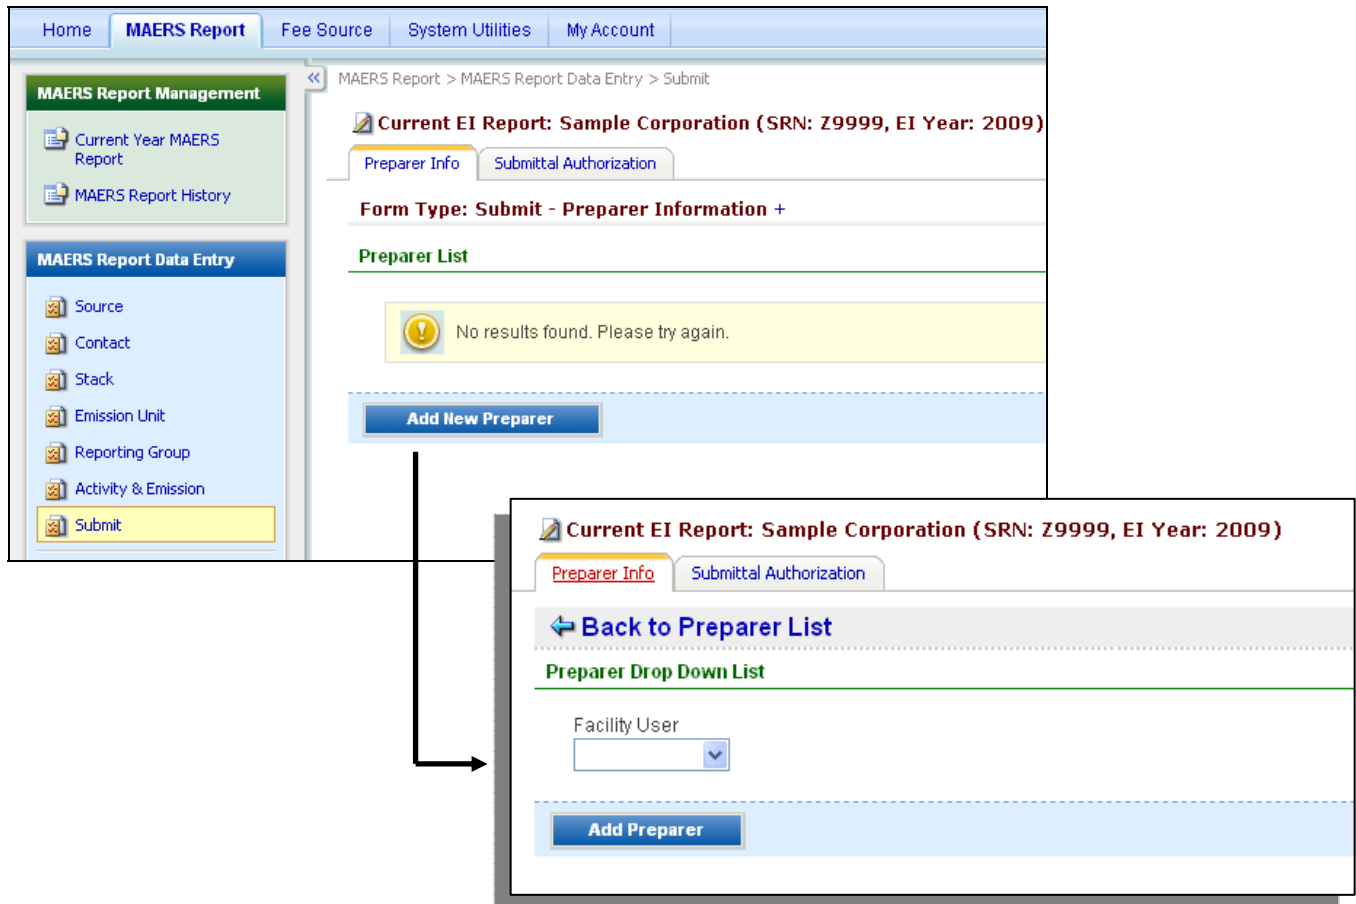 Home MAERS Report Fee Source System Utilities My Account
MAERS Report Management
Current Year MAERS
Report
MAERS Report History
MAERS Report Data Entry
Source
Contact
Stack
Emission Unit
Reporting Group
Activity & Emission
Submit
MAERS Report > MAERS Report Data Entry > Submit
Current EI Report: Sample Corporation (SRN: Z9999, EI Year: 2009)
Preparer Info Submittal Authorization
Form Type: Submit - Preparer Information +
Preparer List
No results found. Please try again.
Add New Preparer
Current EI Report: Sample Corporation (SRN: Z9999, EI Year: 2009)
Preparer Info Submittal Authorization
Back to Preparer List
Preparer Drop Down List
Facility User
Add Preparer